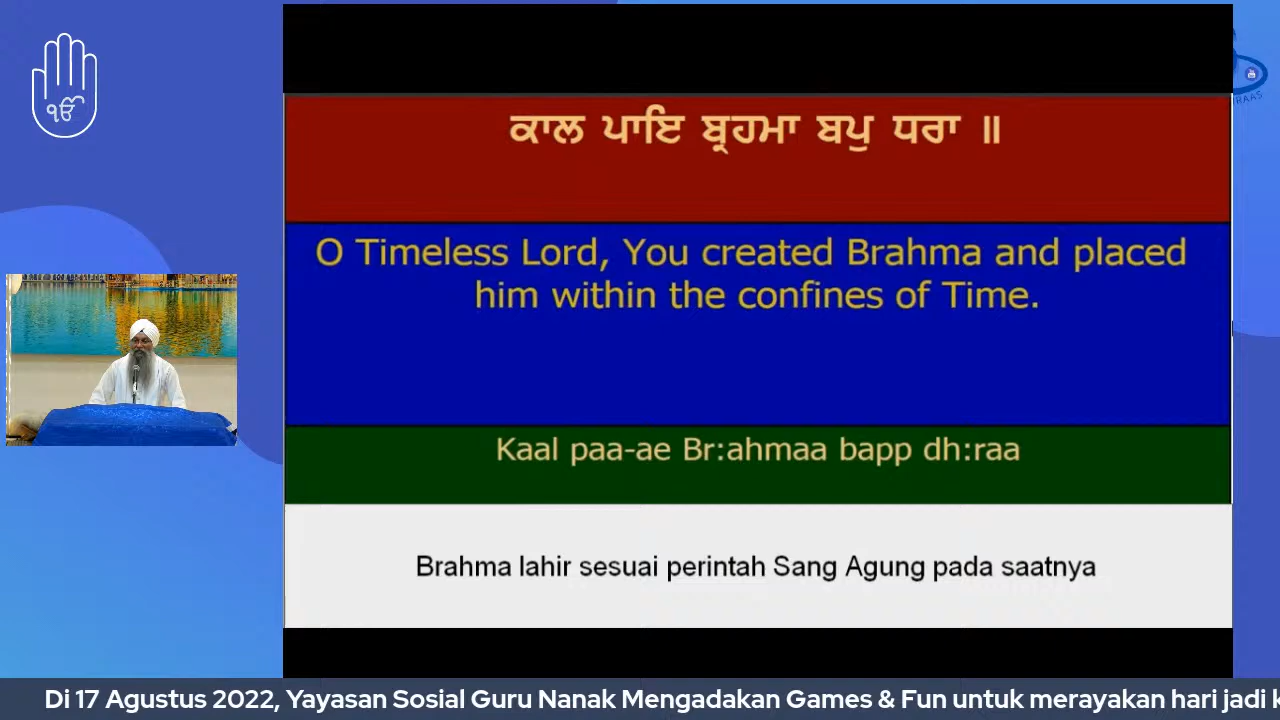 ੴ
IRAAS
ਕਾਲ ਪਾਇ ਬ੍ਰਹਮਾ ਬਪੁ ਧਰਾ ॥
O Timeless Lord, You created Brahma and placed
him within the confines of Time.
Kaal paa-ae Br:ahmaa bapp dh:raa
Brahma lahir sesuai perintah Sang Agung pada saatnya
Di 17 Agustus 2022, Yayasan Sosial Guru Nanak Mengadakan Games & Fun untuk merayakan hari jadi k